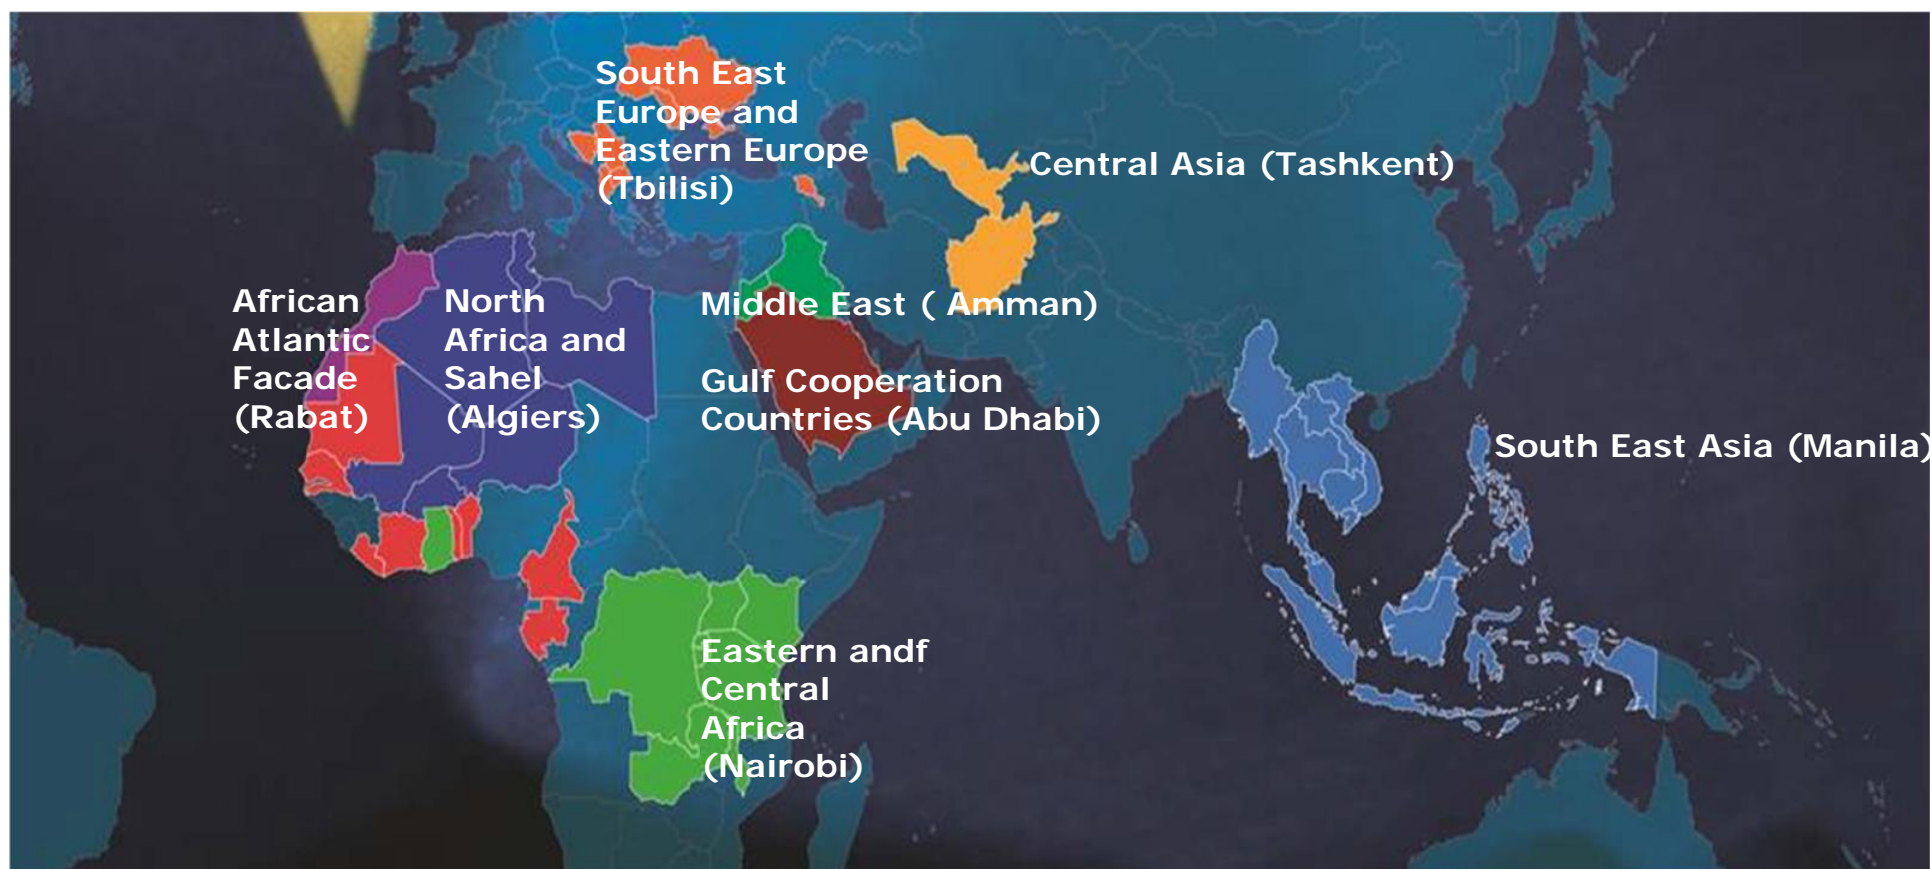 South East
Europe and
Eastern Europe
(Tbilisi)
Central Asia (Tashkent)
African
Atlantic
Facade
(Rabat)
North
Africa and
Sahel
(Algiers)
Middle East ( Amman)
Gulf Cooperation
Countries (Abu Dhabi)
South East Asia (Manila)
Eastern andf
Central
Africa
(Nairobi)